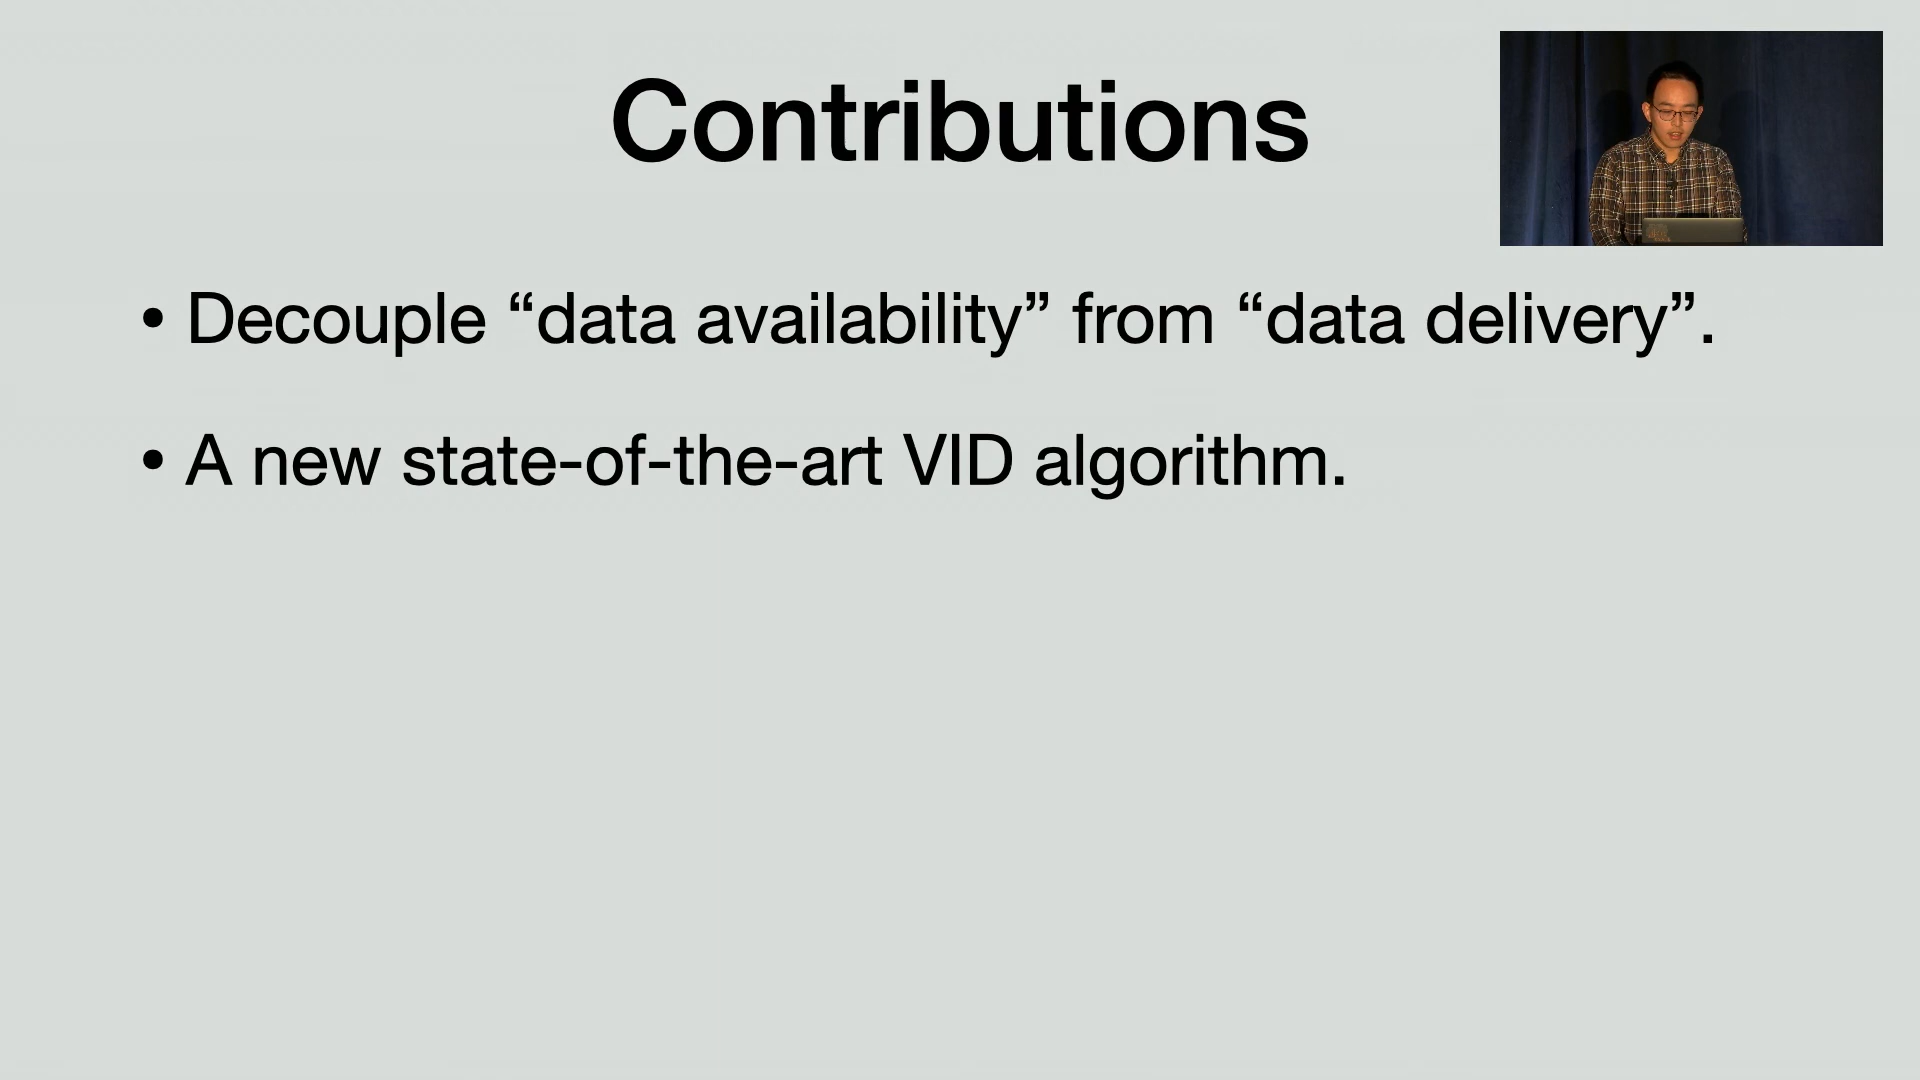 Contributions
• Decouple “data availability” from “data delivery”.
• A new state-of-the-art VID algorithm.